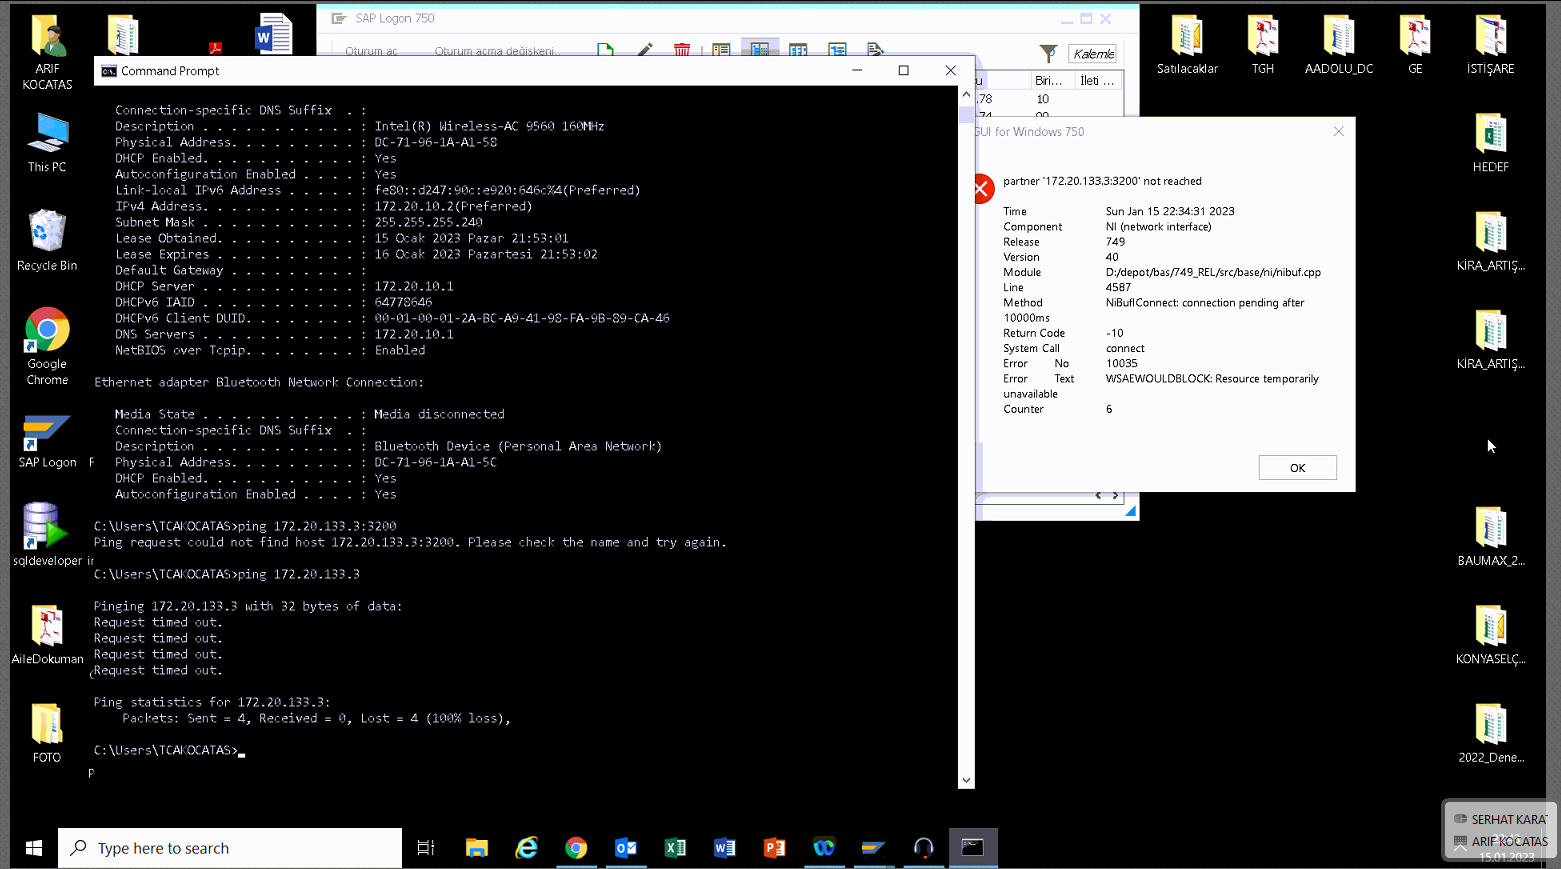 SAP Logon 750
Oturum aç
Oturum açma değişkeni...
Kalemle
Biri...
İleti ...
.78
10
Command Prompt
Connection-specific DNS Suffix  . :
Description . . . . . . . . . . . : Intel(R) Wireless-AC 9560 160MHz
Physical Address. . . . . . . . . : DC-71-96-1A-A1-58
DHCP Enabled. . . . . . . . . . . : Yes
Autoconfiguration Enabled . . . . : Yes
Link-local IPv6 Address . . . . . : fe80::d247:90c:e920:646c%4(Preferred)
IPv4 Address. . . . . . . . . . . : 172.20.10.2(Preferred)
Subnet Mask . . . . . . . . . . . : 255.255.255.240
Lease Obtained. . . . . . . . . . : 15 Ocak 2023 Pazar 21:53:01
Lease Expires . . . . . . . . . . : 16 Ocak 2023 Pazartesi 21:53:02
Default Gateway . . . . . . . . . :
DHCP Server . . . . . . . . . . . : 172.20.10.1
DHCPv6 IAID . . . . . . . . . . . : 64778646
DHCPv6 Client DUID. . . . . . . . : 00-01-00-01-2A-BC-A9-41-98-FA-9B-89-CA-46
DNS Servers . . . . . . . . . . . : 172.20.10.1
NetBIOS over Tcpip. . . . . . . . : Enabled
Ethernet adapter Bluetooth Network Connection:
Media State . . . . . . . . . . . : Media disconnected
Connection-specific DNS Suffix  . :
Description . . . . . . . . . . . : Bluetooth Device (Personal Area Network)
Physical Address. . . . . . . . . : DC-71-96-1A-A1-5C
DHCP Enabled. . . . . . . . . . . : Yes
Autoconfiguration Enabled . . . . : Yes
C:\Users\TCAKOCATAS>ping 172.20.133.3:3200
Ping request could not find host 172.20.133.3:3200. Please check the name and try again.
C:\Users\TCAKOCATAS>ping 172.20.133.3
Pinging 172.20.133.3 with 32 bytes of data:
Request timed out.
Request timed out.
Request timed out.
Request timed out.
Ping statistics for 172.20.133.3:
Packets: Sent = 4, Received = 0, Lost = 4 (100% loss),
C:\Users\TCAKOCATAS>
GUI for Windows 750
partner '172.20.133.3:3200' not reached
Time Sun Jan 15 22:34:31 2023
Component NI (network interface)
Release 749
Version 40
Module D:/depot/bas/749_REL/src/base/ni/nibuf.cpp
Line 4587
Method NiBufIConnect: connection pending after
10000ms
Return Code -10
System Call connect
Error No 10035
Error Text WSAEWOULDBLOCK: Resource temporarily
unavailable
Counter 6
OK
ARIF
KOCATAS
This PC
Recycle Bin
Google
Chrome
SAP Logon
sqldeveloper
AileDokuman
FOTO
Satılacaklar
TGH
AADOLU_DC
GE
İSTİŞARE
HEDEF
KİRA_ARTIŞ...
KİRA_ARTIŞ...
BAUMAX_2...
KONYASELÇ...
2022_Dene...
Type here to search
SERHAT KARAT
ARIF KOCATAS
15.01.2023